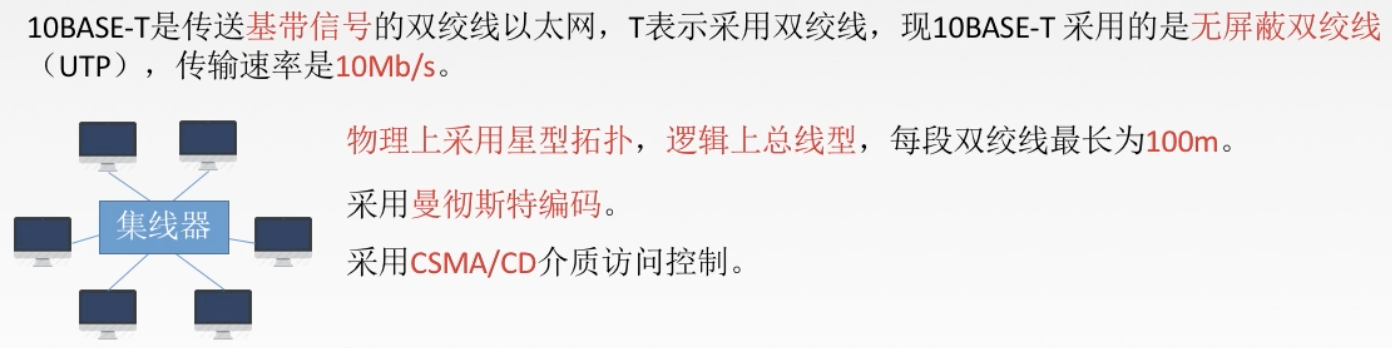 10BASE-T是传送基带信号的双绞线以太网，T表示采用双绞线，现10BASE-T 采用的是无屏蔽双绞线
（UTP），传输速率是10Mb/s。
物理上采用星型拓扑，逻辑上总线型，每段双绞线最长为100m。
采用曼彻斯特编码。
集线器
采用CSMA/CD介质访问控制。